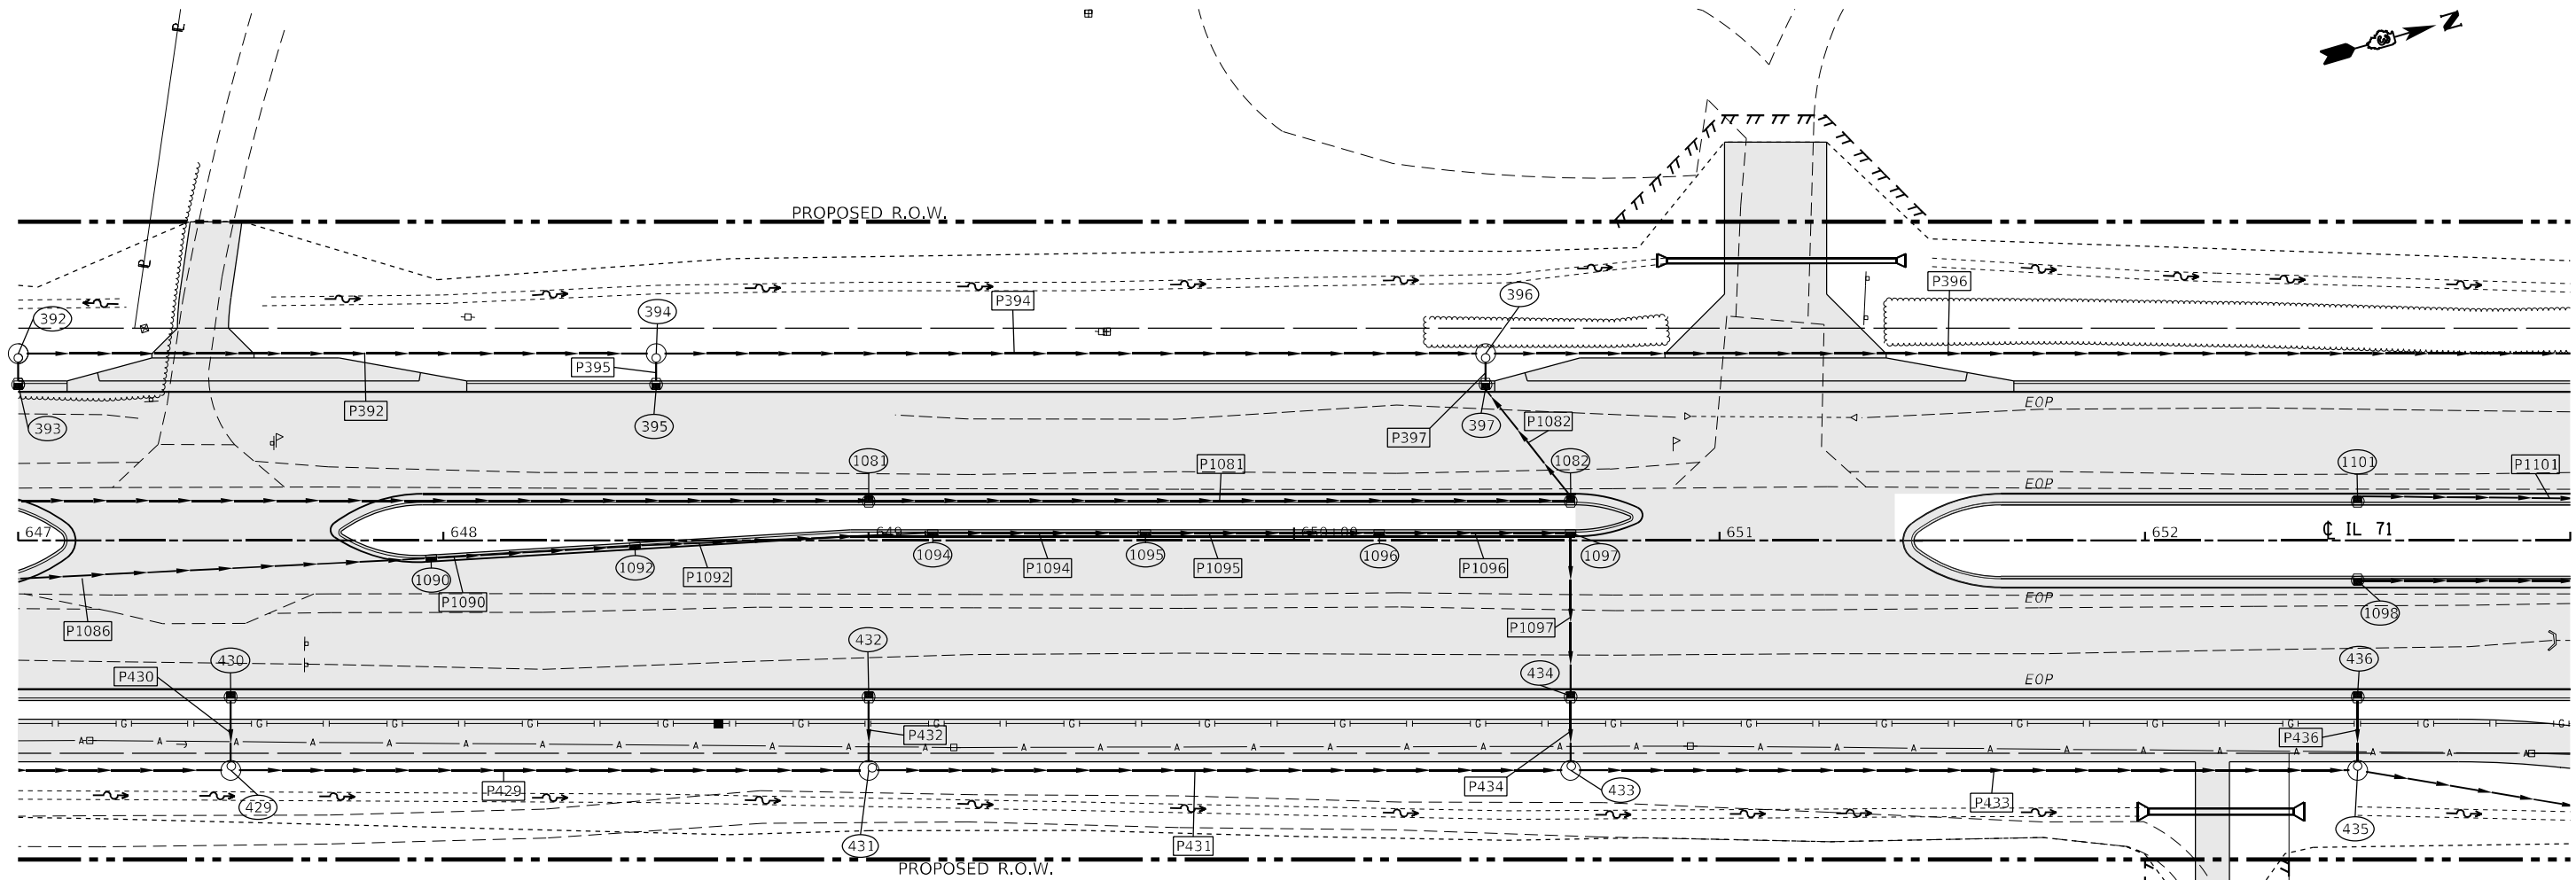 N
P
PROPOSED R.O.W.
P
P396
396
P394
394
392
P395
P392
EOP
P1082
397
395
393
P397
1081
P1081
1082
1101
P1101
EOP
647
648
649
650+00
651
652
℄ IL 71
1090
1092
1094
1095
1096
1097
P1092
P1094
P1095
P1096
P1090
EOP
1098
P1086
P1097
432
430
434
436
P430
EOP
G G G G G G G G G G G G G G G G G G G
P432
P436
A A A A A A A A A A A A A A A A A A A A A A A A A A A A A A A A A
P429
P434
433
P433
429
435
431
P431
PROPOSED R.O.W.